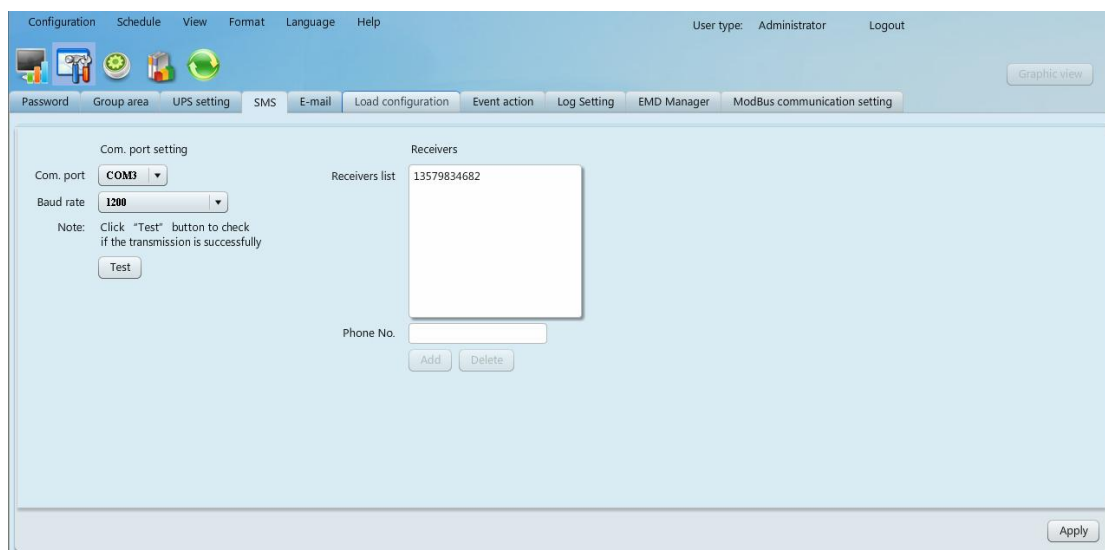 Configuration Schedule View Format Language Help User type: Administrator Logout
Graphic view
Password Group area UPS setting SMS E-mail Load configuration Event action Log Setting EMD Manager ModBus communication setting
Com. port setting
Com. port COM3
Baud rate 1200
Note: Click “Test” button to check
if the transmission is successfully
Test
Receivers
Receivers list 13579834682
Phone No.
Add Delete
Apply